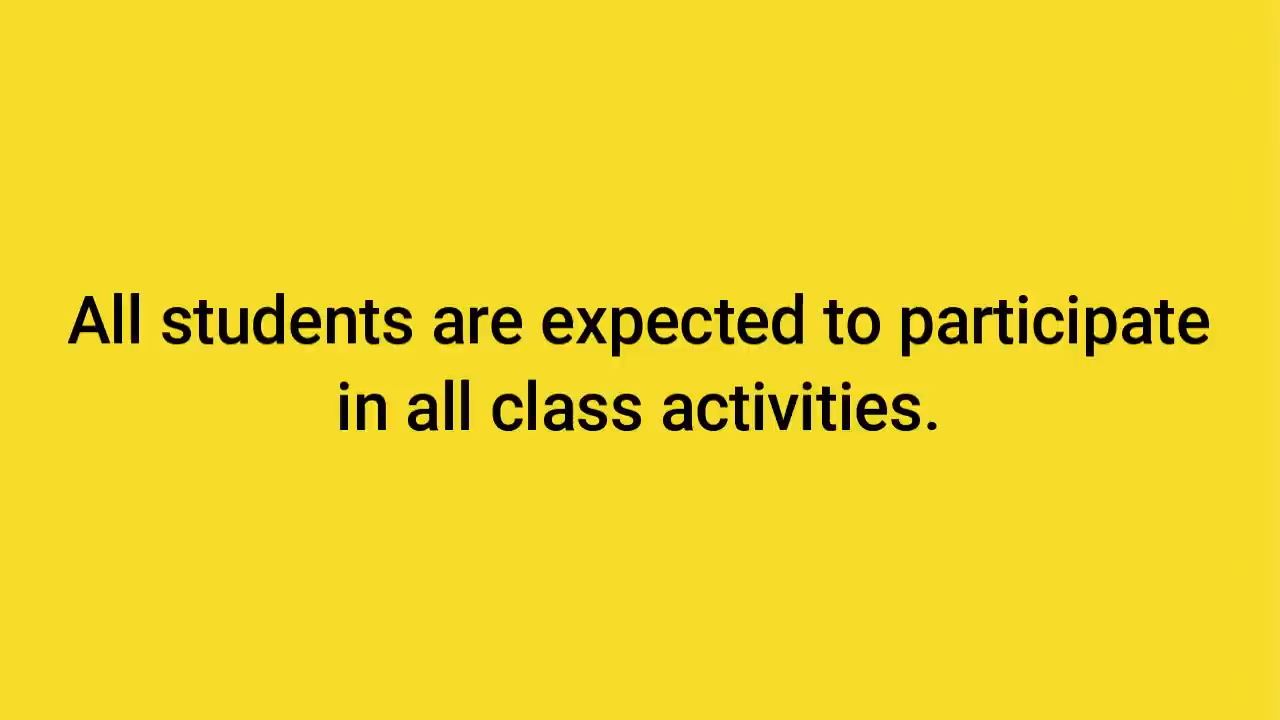 All students are expected to participate
in all class activities.